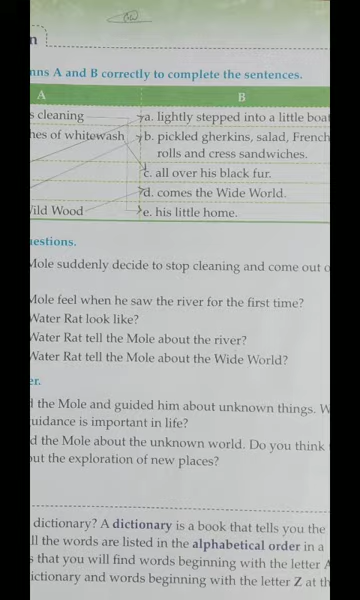 n
nns A and B correctly to complete the sentences.
A B
s cleaning a. lightly stepped into a little boat
hes of whitewash b. pickled gherkins, salad, French
rolls and cress sandwiches.
c. all over his black fur.
d. comes the Wide World.
Wild Wood e. his little home.
uestions.
Mole suddenly decide to stop cleaning and come out o
Mole feel when he saw the river for the first time?
Water Rat look like?
Water Rat tell the Mole about the river?
Water Rat tell the Mole about the Wide World?
er.
d the Mole and guided him about unknown things. W
uidance is important in life?
d the Mole about the unknown world. Do you think
out the exploration of new places?
dictionary? A dictionary is a book that tells you the
ll the words are listed in the alphabetical order in a
s that you will find words beginning with the letter A
ictionary and words beginning with the letter Z at th